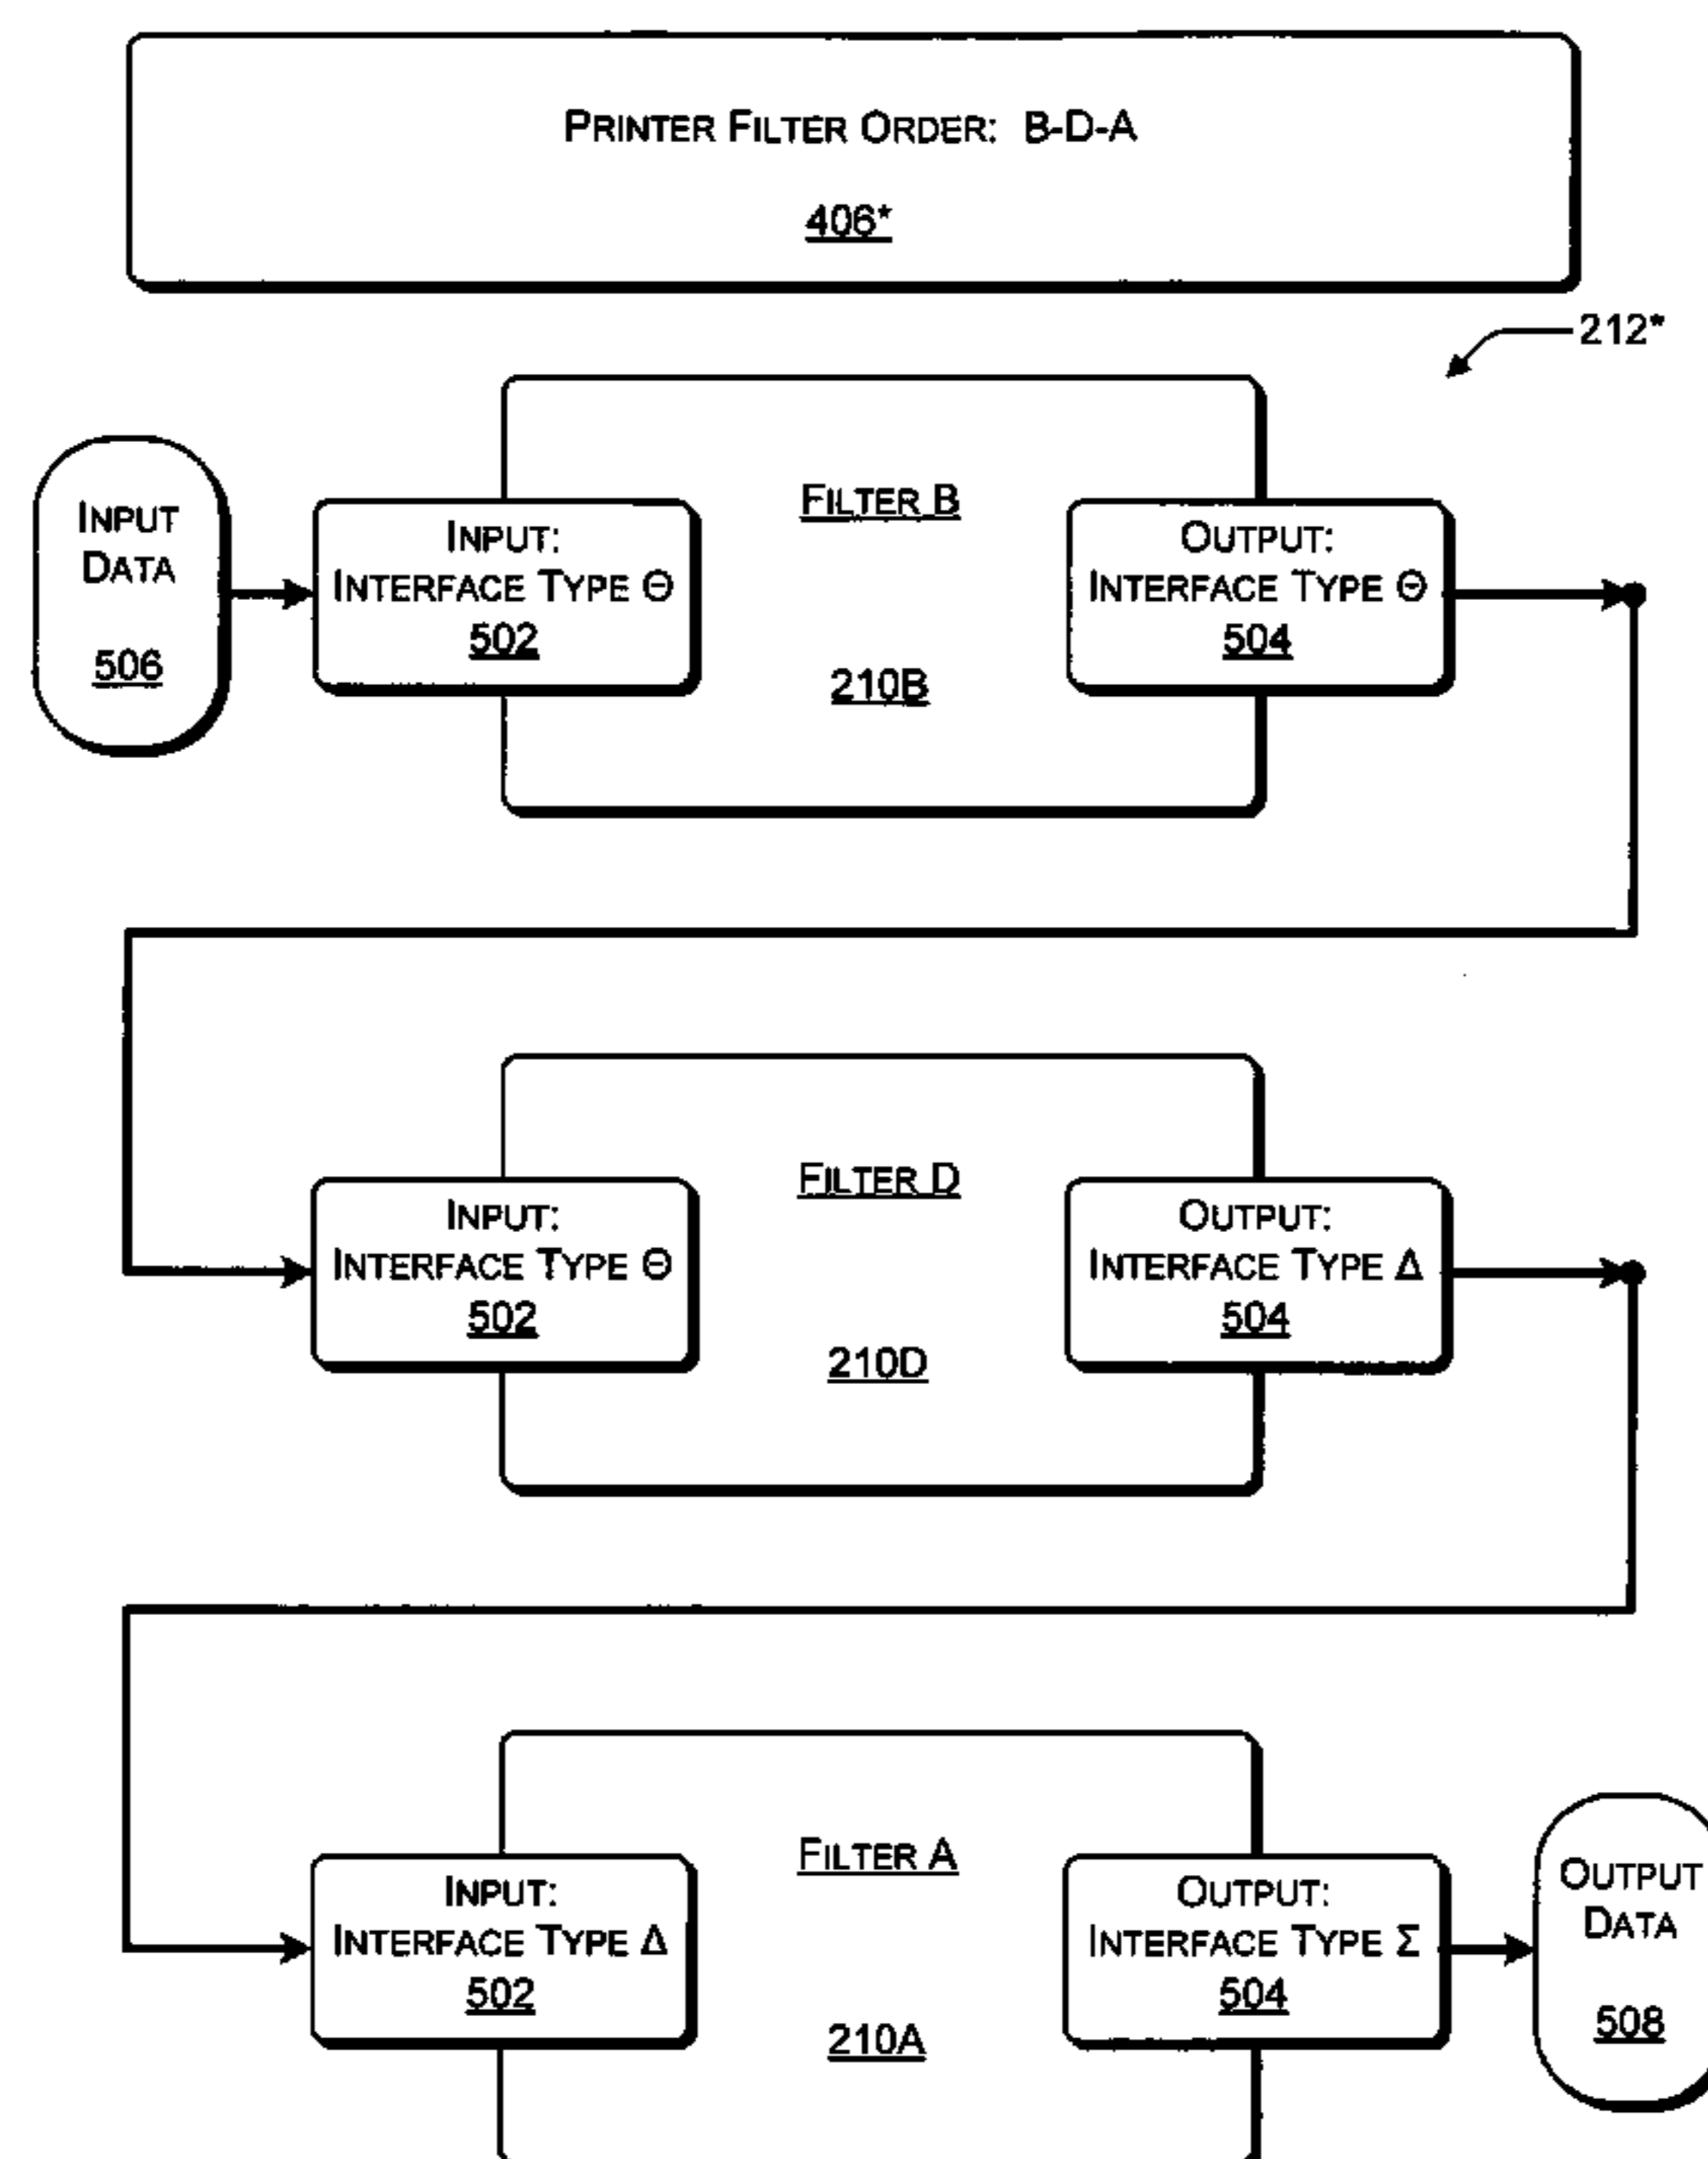 PRINTER FILTER ORDER: B-D-A
406*
212*
INPUT
DATA
506
FILTER B
INPUT:
INTERFACE TYPE Θ
502
OUTPUT:
INTERFACE TYPE Θ
504
210B
FILTER D
INPUT:
INTERFACE TYPE Θ
502
OUTPUT:
INTERFACE TYPE Δ
504
210D
FILTER A
INPUT:
INTERFACE TYPE Δ
502
OUTPUT:
INTERFACE TYPE Σ
504
210A
OUTPUT
DATA
508